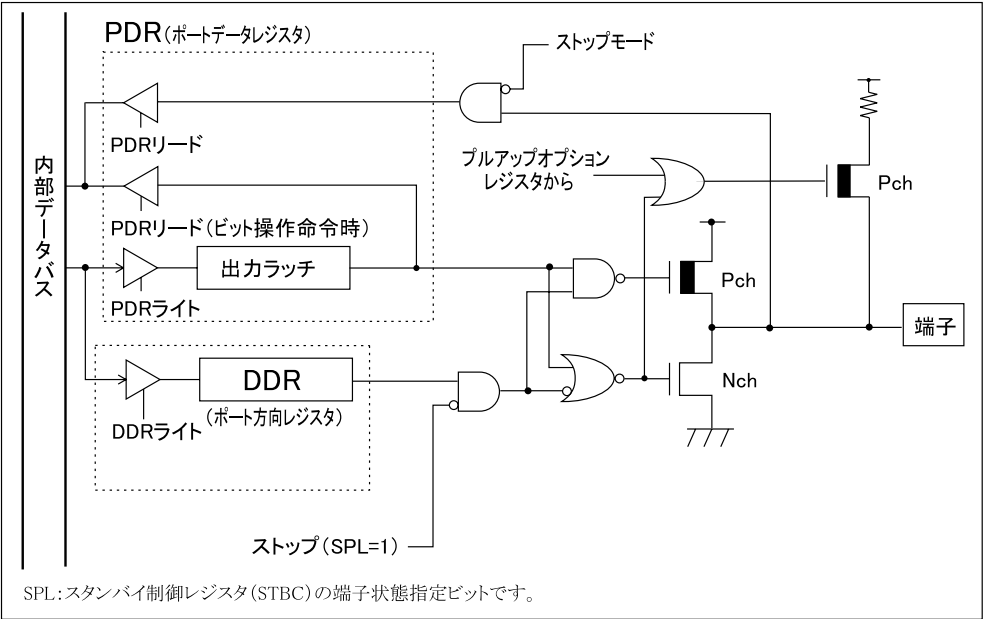 PDR(ポートデータレジスタ)
ストップモード
PDRリード
プルアップオプション
レジスタから
Pch
内部データバス
PDRリード(ビット操作命令時)
出力ラッチ
PDRライト
Pch
端子
DDR
(ポート方向レジスタ)
DDRライト
Nch
ストップ(SPL=1)
SPL:スタンバイ制御レジスタ(STBC)の端子状態指定ビットです。